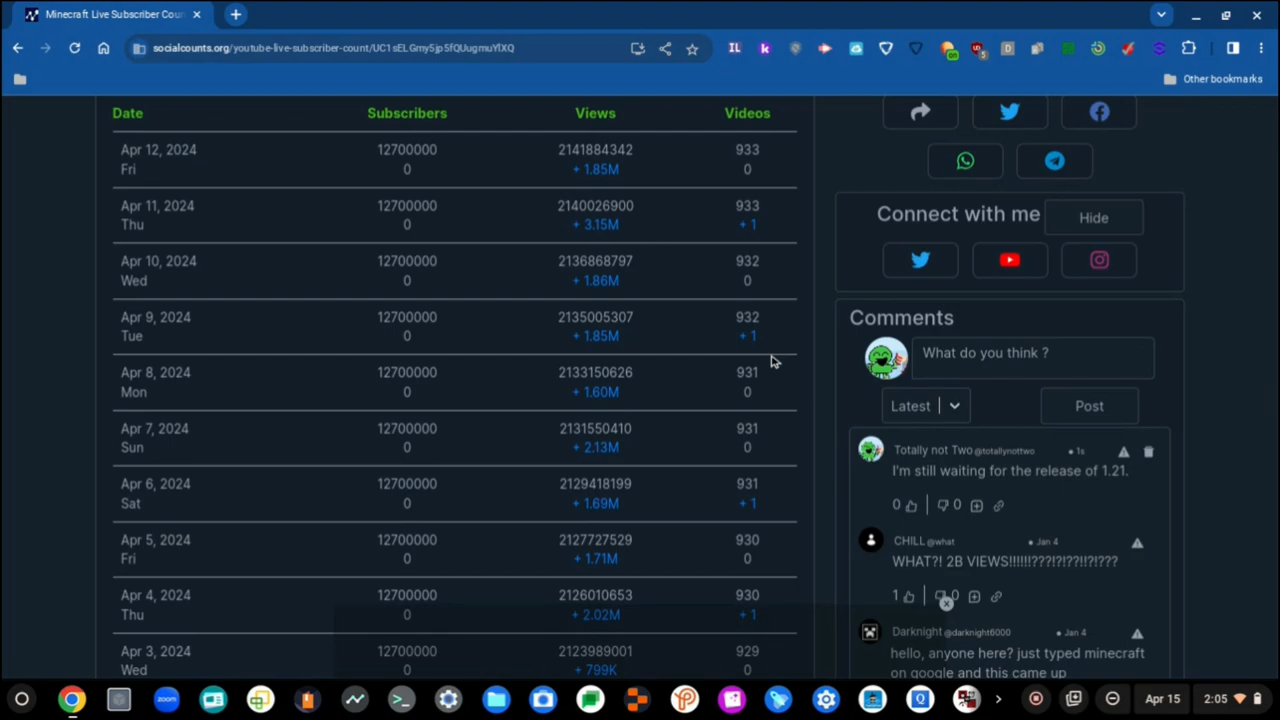 Minecraft Live Subscriber Cou
socialcounts.org/youtube-live-subscriber-count/UC1sELGmy5jp5fQUugmuYlXQ
Other bookmarks
Date Subscribers Views Videos
Apr 12, 2024 12700000 2141884342 933
Fri 0 + 1.85M 0
Apr 11, 2024 12700000 2140026900 933
Thu 0 + 3.15M + 1
Apr 10, 2024 12700000 2136868797 932
Wed 0 + 1.86M 0
Apr 9, 2024 12700000 2135005307 932
Tue 0 + 1.85M + 1
Apr 8, 2024 12700000 2133150626 931
Mon 0 + 1.60M 0
Apr 7, 2024 12700000 2131550410 931
Sun 0 + 2.13M 0
Apr 6, 2024 12700000 2129418199 931
Sat 0 + 1.69M + 1
Apr 5, 2024 12700000 2127727529 930
Fri 0 + 1.71M 0
Apr 4, 2024 12700000 2126010653 930
Thu 0 + 2.02M + 1
Apr 3, 2024 12700000 2123989001 929
Wed 0 + 799K 0
Connect with me Hide
Comments
What do you think ?
Latest Post
Totally not Two @totallynottwo • 1s
I'm still waiting for the release of 1.21.
0 0
CHILL @what • Jan 4
WHAT?! 2B VIEWS!!!!!!???!?!??!!?!???
1 0
Darknight @darknight6000 • Jan 4
hello, anyone here? just typed minecraft
on google and this came up
zoom
Apr 15 2:05